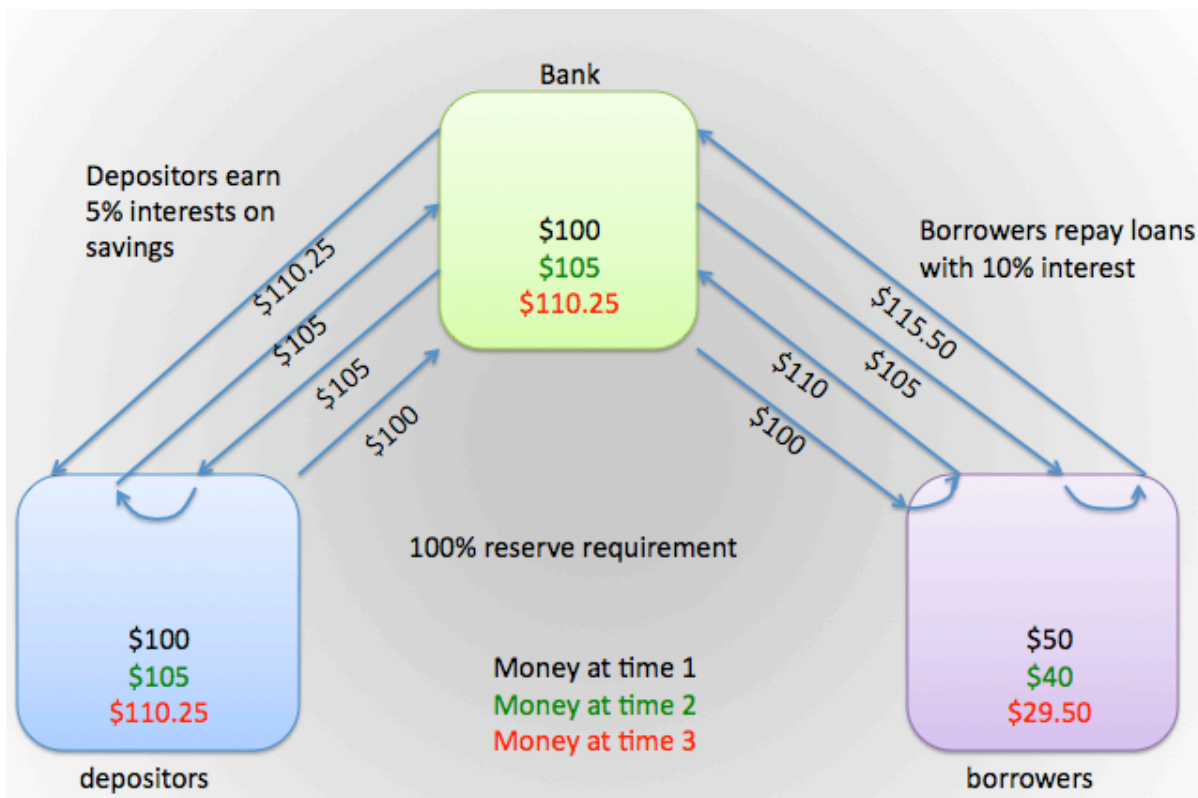 Bank
Depositors earn
5% interests on
savings
$100
$105
$110.25
Borrowers repay loans
with 10% interest
$110.25
$105
$105
$100
$115.50
$105
$110
$100
100% reserve requirement
$100
$105
$110.25
depositors
Money at time 1
Money at time 2
Money at time 3
$50
$40
$29.50
borrowers